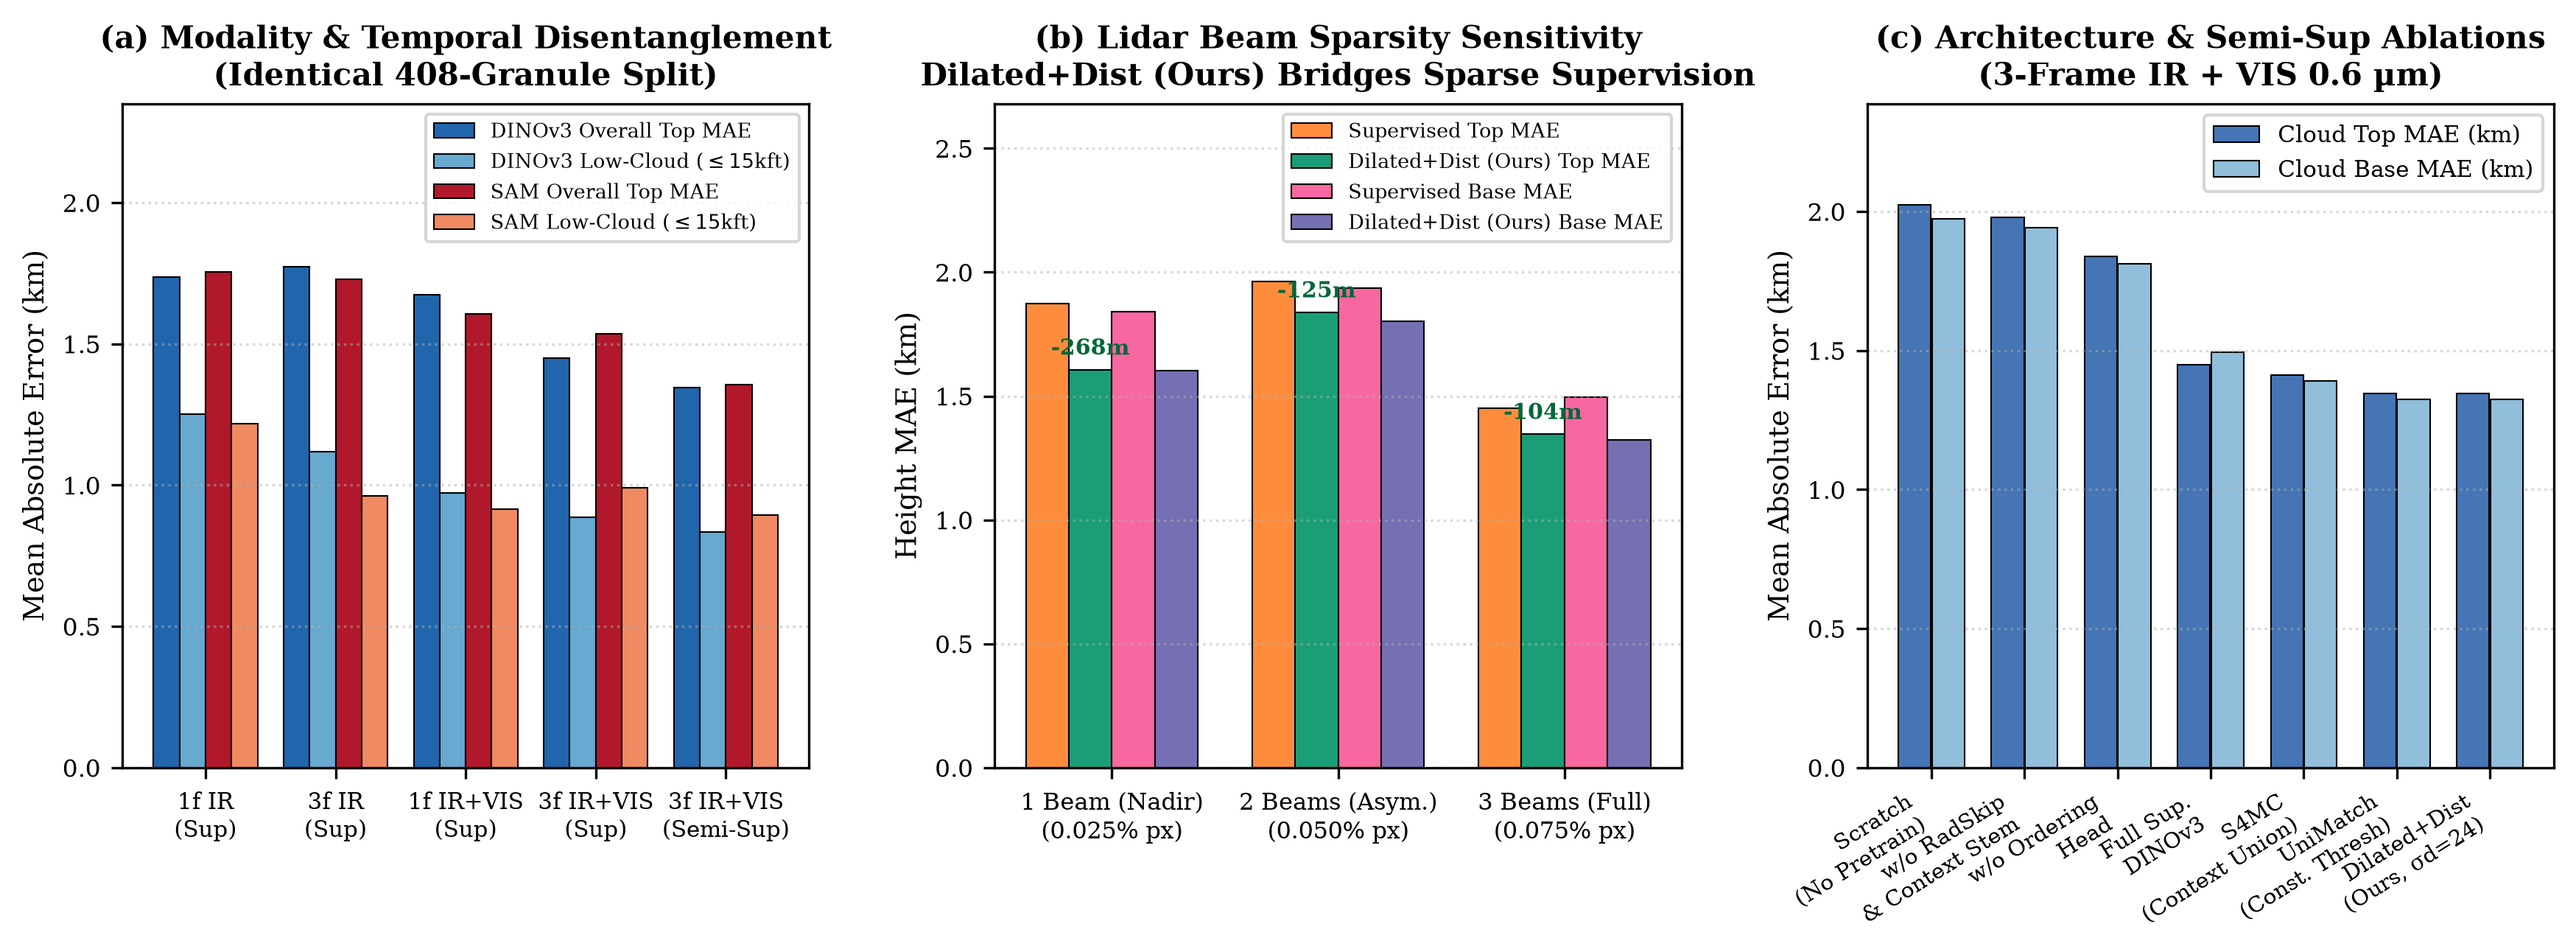 (a) Modality & Temporal Disentanglement
(Identical 408-Granule Split)
Mean Absolute Error (km)
2.0
1.5
1.0
0.5
0.0
DINOv3 Overall Top MAE
DINOv3 Low-Cloud (≤15kft)
SAM Overall Top MAE
SAM Low-Cloud (≤15kft)
1f IR
(Sup)
3f IR
(Sup)
1f IR+VIS
(Sup)
3f IR+VIS
(Sup)
3f IR+VIS
(Semi-Sup)
(b) Lidar Beam Sparsity Sensitivity
Dilated+Dist (Ours) Bridges Sparse Supervision
Height MAE (km)
2.5
2.0
1.5
1.0
0.5
0.0
Supervised Top MAE
Dilated+Dist (Ours) Top MAE
Supervised Base MAE
Dilated+Dist (Ours) Base MAE
-268m
-125m
-104m
1 Beam (Nadir)
(0.025% px)
2 Beams (Asym.)
(0.050% px)
3 Beams (Full)
(0.075% px)
(c) Architecture & Semi-Sup Ablations
(3-Frame IR + VIS 0.6 μm)
Mean Absolute Error (km)
2.0
1.5
1.0
0.5
0.0
Cloud Top MAE (km)
Cloud Base MAE (km)
Scratch
(No Pretrain)
w/o RadSkip
& Context Stem
w/o Ordering
Head
Full Sup.
DINOv3
S4MC
(Context Union)
UniMatch
(Const. Thresh)
Dilated+Dist
(Ours, σd=24)